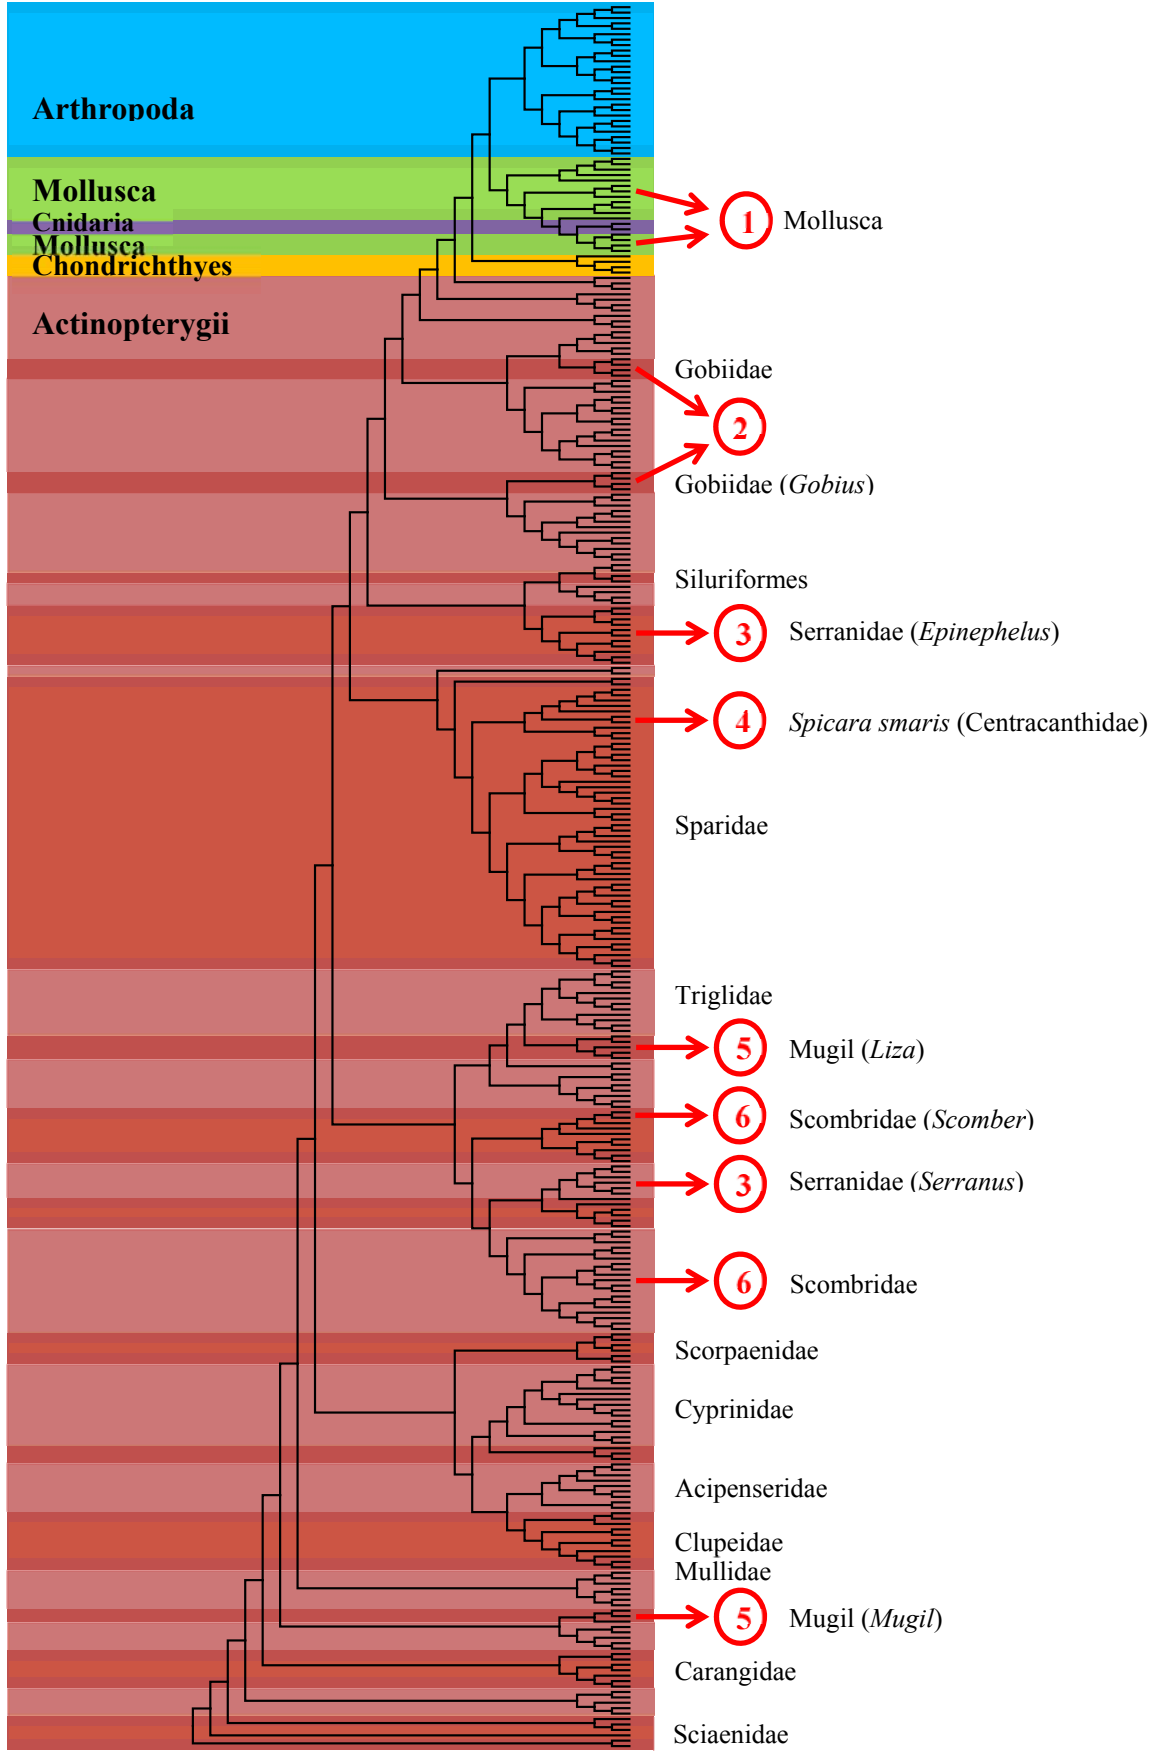 Arthropoda
Mollusca
1 Mollusca
Cnidaria
Mollusca
Chondrichthyes
Actinopterygii
Gobiidae
2
Gobiidae (Gobius)
Siluriformes
3 Serranidae (Epinephelus)
4 Spicara smaris (Centracanthidae)
Sparidae
Triglidae
5 Mugil (Liza)
6 Scombridae (Scomber)
3 Serranidae (Serranus)
6 Scombridae
Scorpaenidae
Cyprinidae
Acipenseridae
Clupeidae
Mullidae
5 Mugil (Mugil)
Carangidae
Sciaenidae